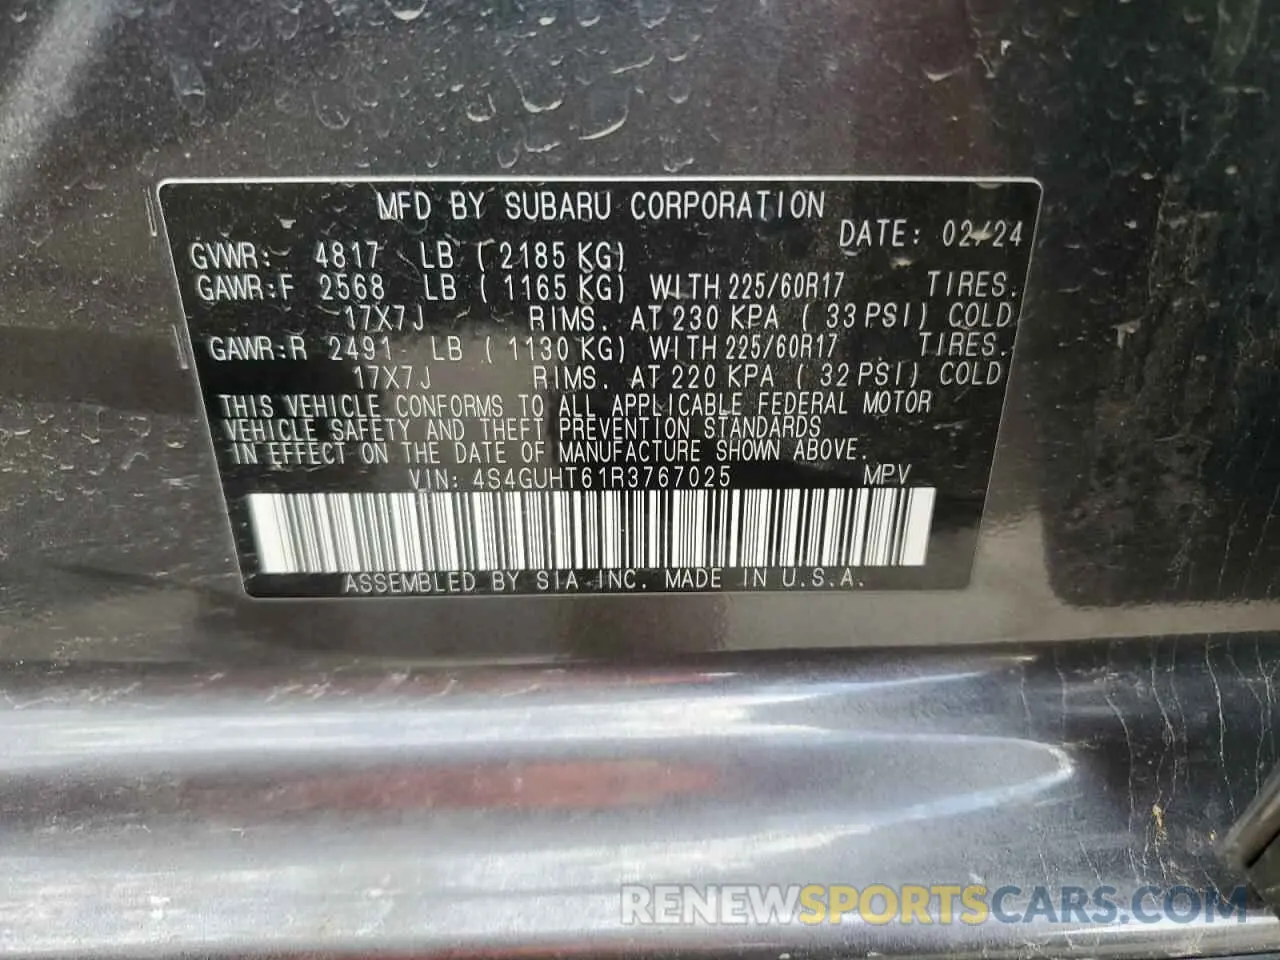 MFD BY SUBARU CORPORATION
DATE: 02/24
GVWR: 4817 LB (2185 KG)
GAWR:F 2568 LB (1165 KG) WITH 225/60R17 TIRES.
17X7J RIMS. AT 230 KPA (33 PSI) COLD
GAWR:R 2491 LB (1130 KG) WITH 225/60R17 TIRES.
17X7J RIMS. AT 220 KPA (32 PSI) COLD
THIS VEHICLE CONFORMS TO ALL APPLICABLE FEDERAL MOTOR
VEHICLE SAFETY AND THEFT PREVENTION STANDARDS
IN EFFECT ON THE DATE OF MANUFACTURE SHOWN ABOVE.
VIN: 4S4GUHT61R3767025 MPV
ASSEMBLED BY SIA INC. MADE IN U.S.A.
RENEWSPORTSCARS.COM